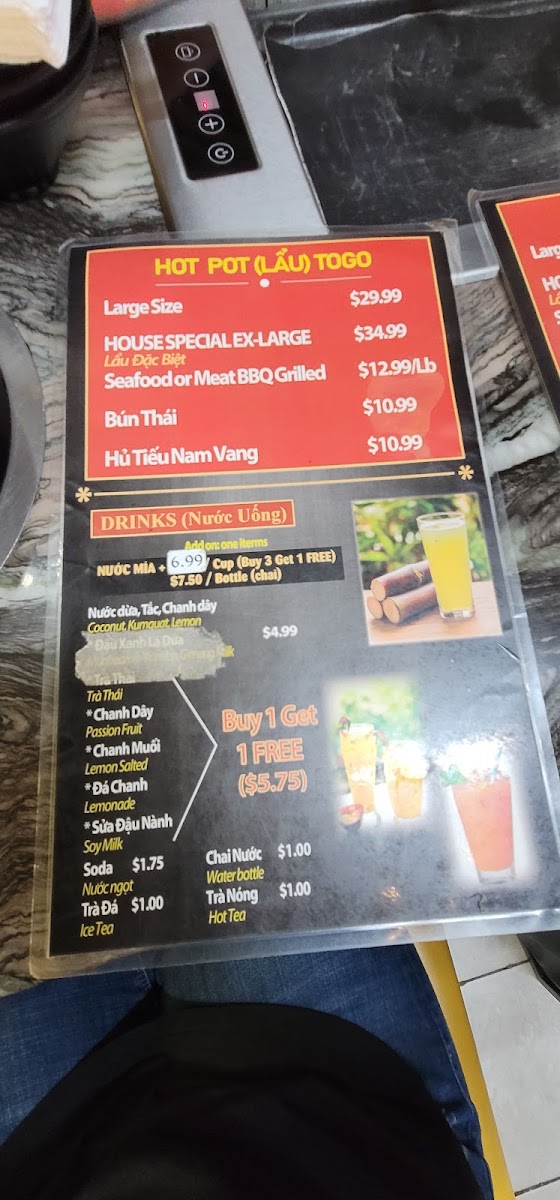 HOT POT (LẨU) TOGO
Large Size $29.99
HOUSE SPECIAL EX-LARGE $34.99
Lẩu Đặc Biệt
Seafood or Meat BBQ Grilled $12.99/Lb
Bún Thái $10.99
Hủ Tiếu Nam Vang $10.99
DRINKS (Nước Uống)
Add on: one iterms
NƯỚC MÍA + 6.99 / Cup (Buy 3 Get 1 FREE)
$7.50 / Bottle (chai)
Nước dừa, Tắc, Chanh dây
Coconut, Kumquat, Lemon
$4.99
* Đậu Xanh Lá Dứa
Milk
* Trà Thái
Trà Thái
* Chanh Dây
Passion Fruit
* Chanh Muối
Lemon Salted
* Đá Chanh
Lemonade
* Sửa Đậu Nành
Soy Milk
Buy 1 Get
1 FREE
($5.75)
Soda $1.75
Nước ngọt
Trà Đá $1.00
Ice Tea
Chai Nước $1.00
Water bottle
Trà Nóng $1.00
Hot Tea
Larg
HO
Lẩ
S